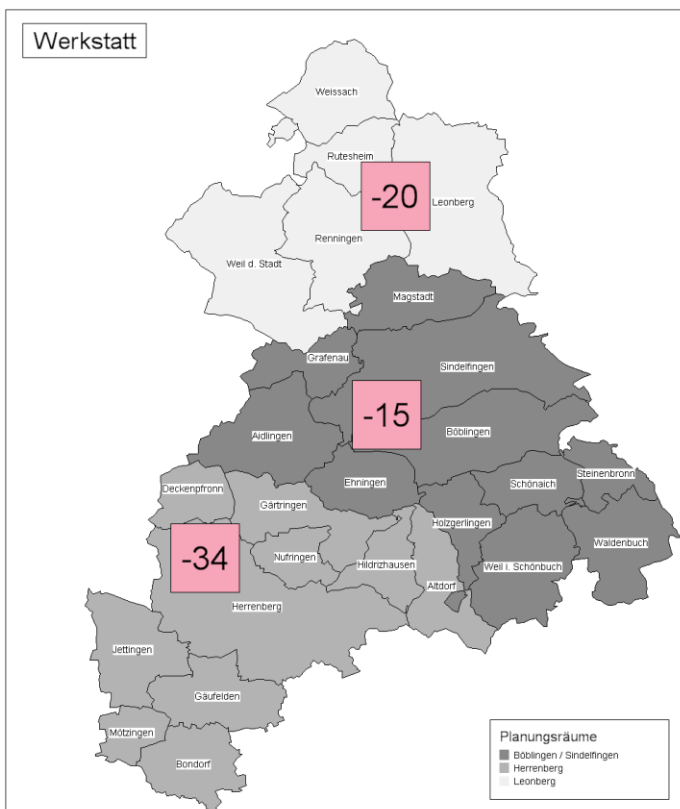 Werkstatt
Weissach
Rutesheim
-20
Leonberg
Renningen
Weil d. Stadt
Magstadt
Grafenau
Sindelfingen
-15
Aidlingen
Böblingen
Steinenbronn
Ehningen
Schönaich
Deckenpfronn
Gärtringen
Holzgerlingen
Waldenbuch
-34
Nufringen
Hildrizhausen
Weil i. Schönbuch
Altdorf
Herrenberg
Jettingen
Gäufelden
Mötzingen
Bondorf
Planungsräume
Böblingen / Sindelfingen
Herrenberg
Leonberg